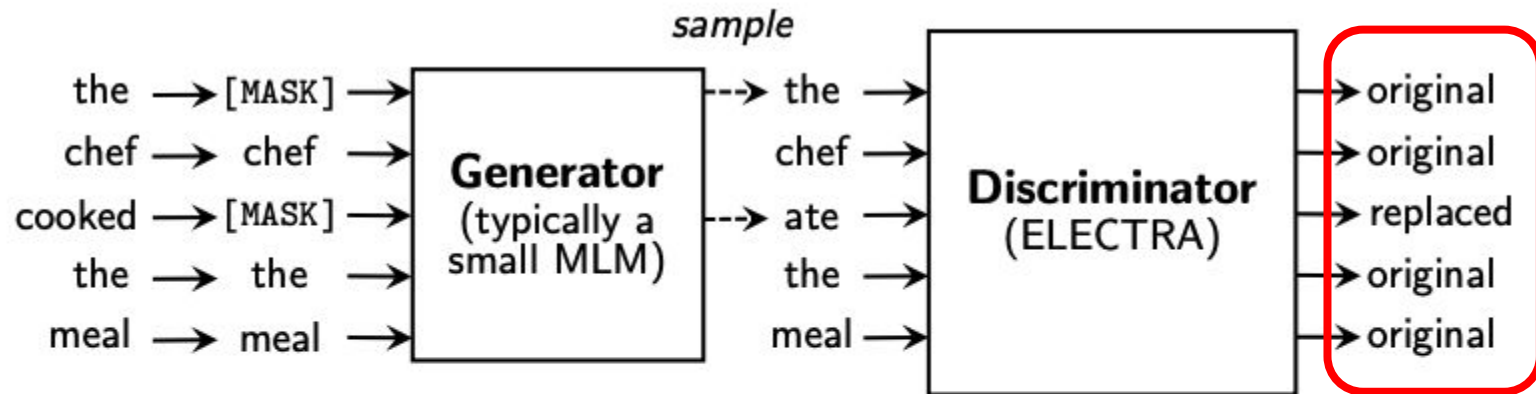 sample
the [MASK] the original
chef chef chef original
cooked [MASK] ate replaced
the the the original
meal meal meal original
Generator
(typically a
small MLM)
Discriminator
(ELECTRA)